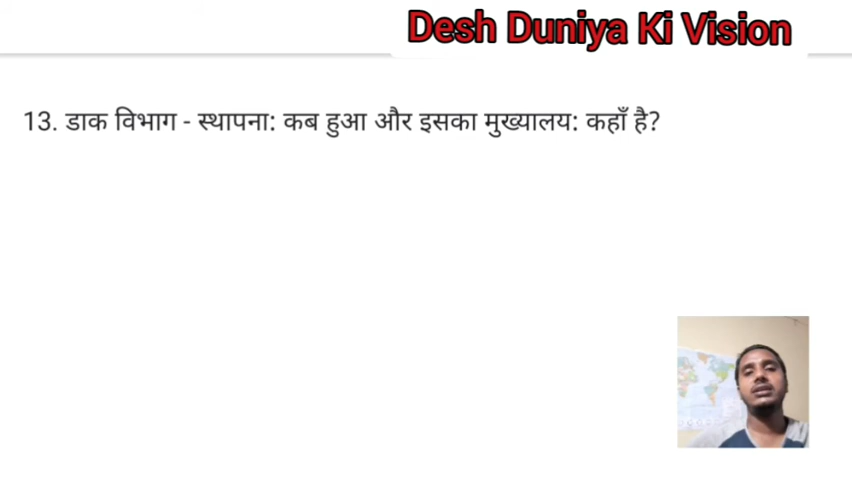 Desh Duniya Ki Vision
13. डाक विभाग - स्थापना: कब हुआ और इसका मुख्यालय: कहाँ है?